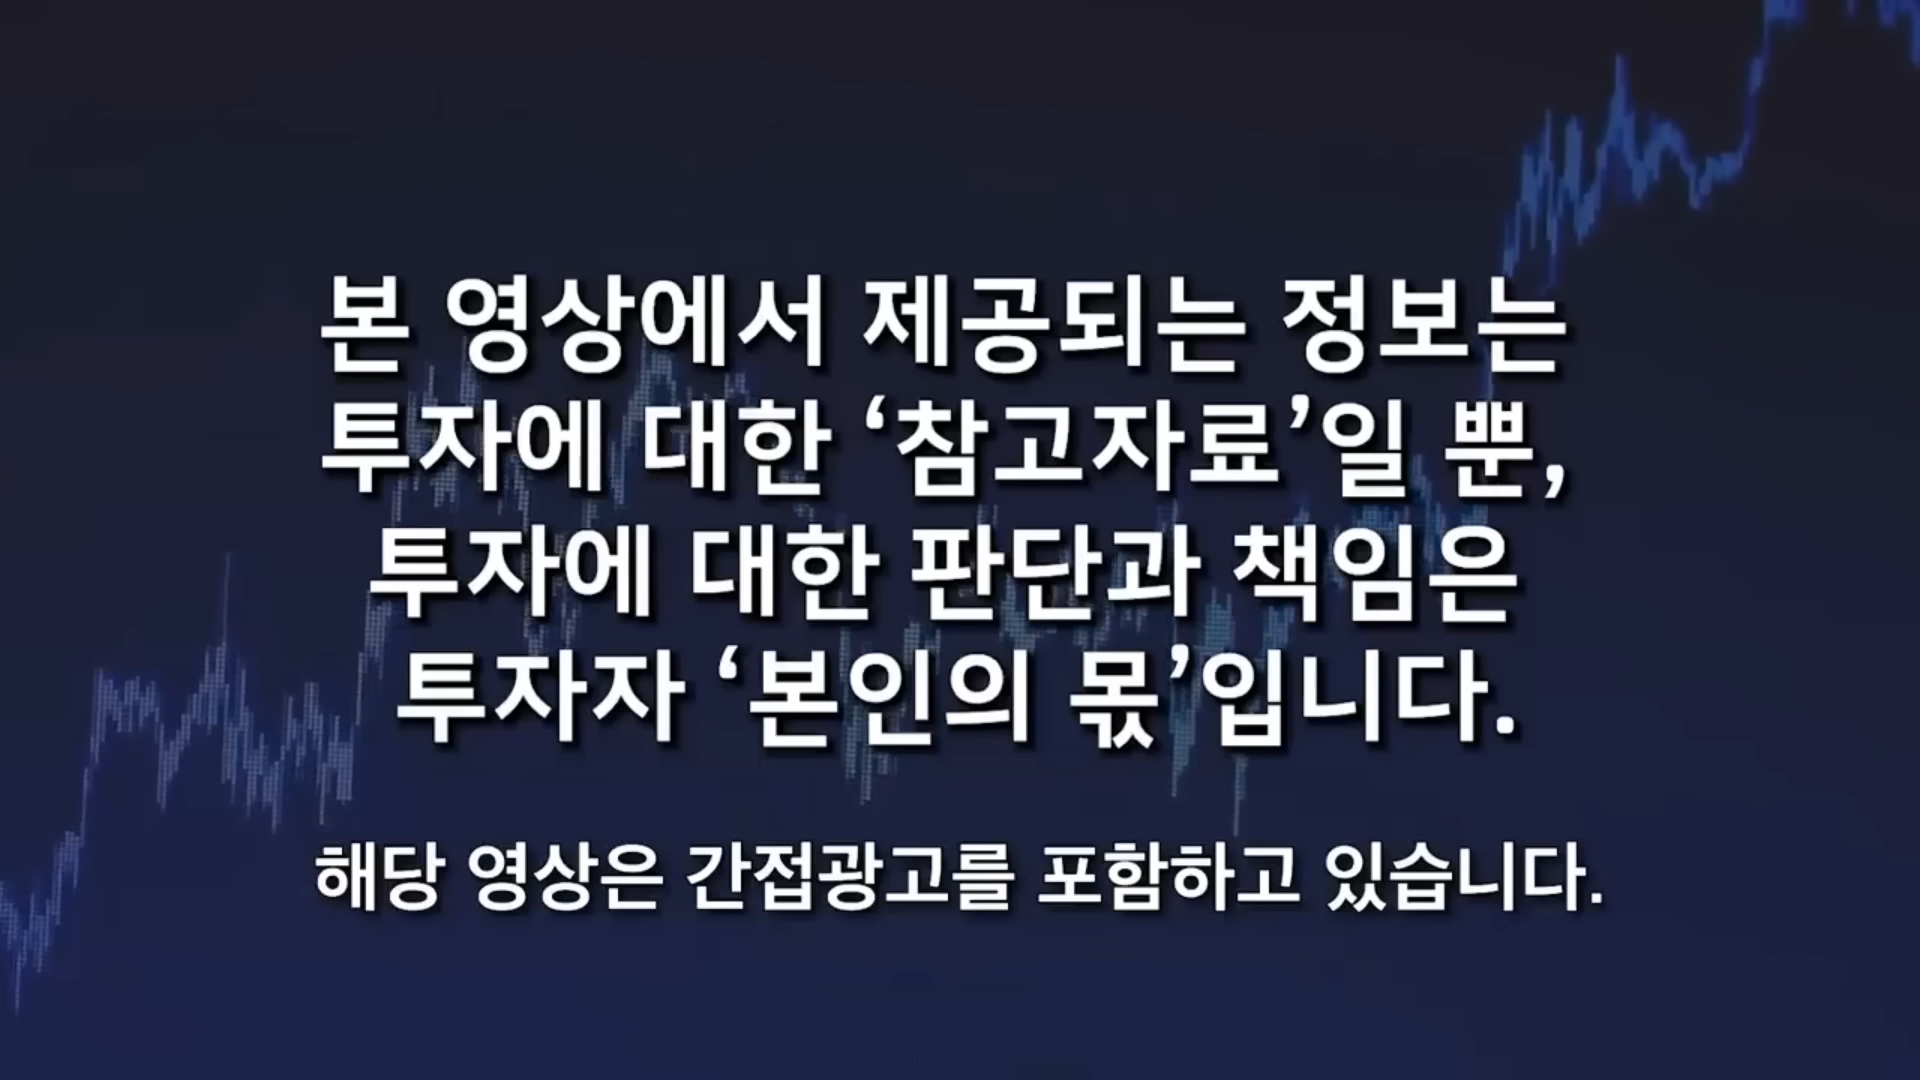 본 영상에서 제공되는 정보는
투자에 대한 ‘참고자료’일 뿐,
투자에 대한 판단과 책임은
투자자 ‘본인의 몫’입니다.
해당 영상은 간접광고를 포함하고 있습니다.